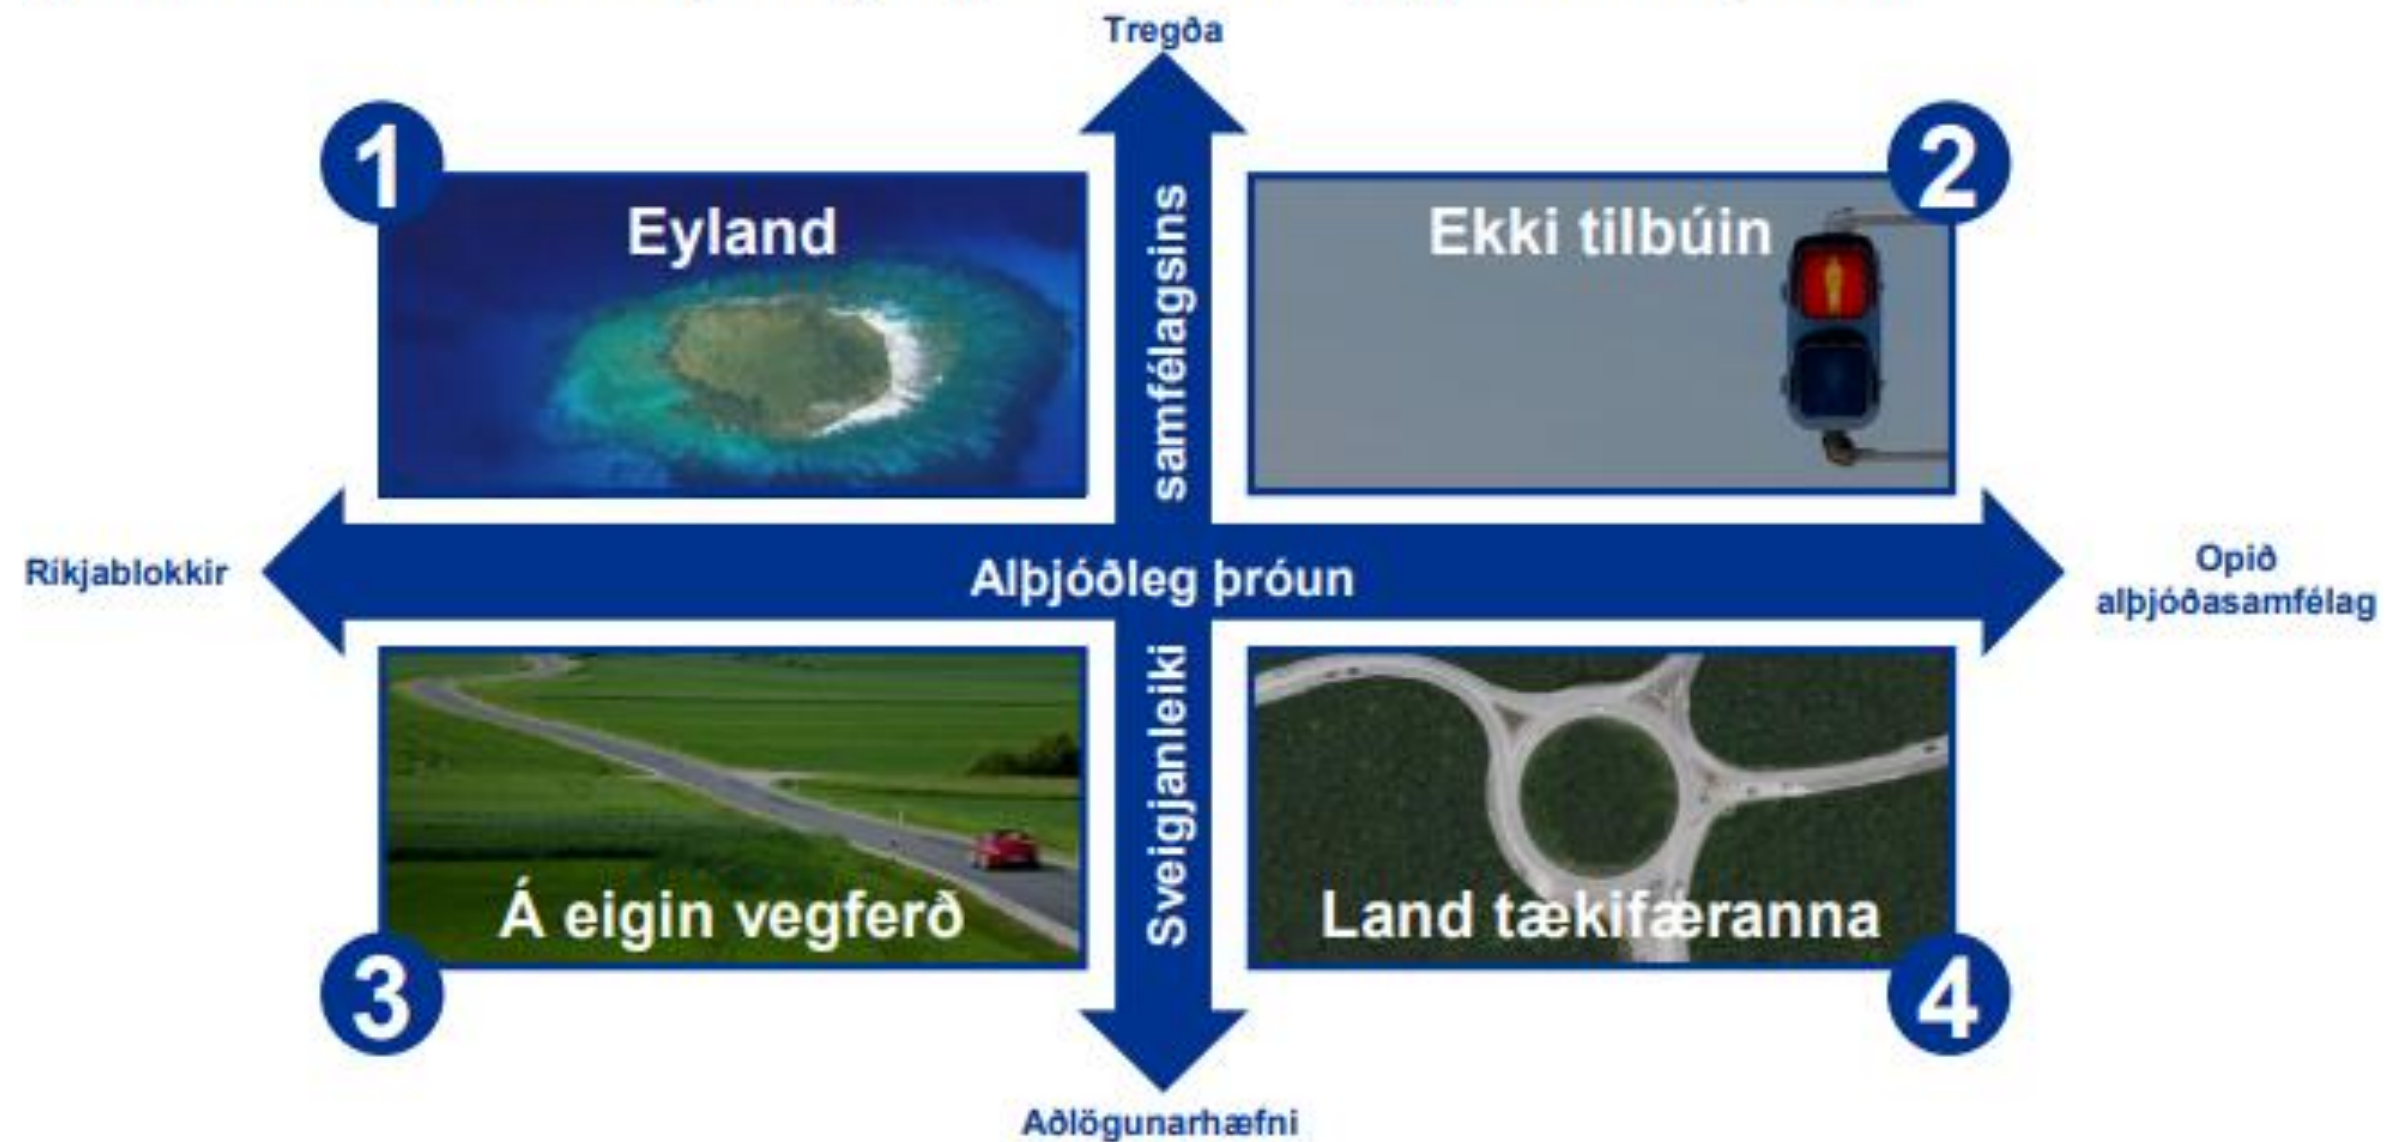 Tregða
1
Eyland
2
Ekki tilbúin
Sveigjanleiki samfélagsins
Ríkjablokkir
Alþjóðleg þróun
Opið
alþjóðasamfélag
3
Á eigin vegferð
4
Land tækifæranna
Aðlögunarhæfni